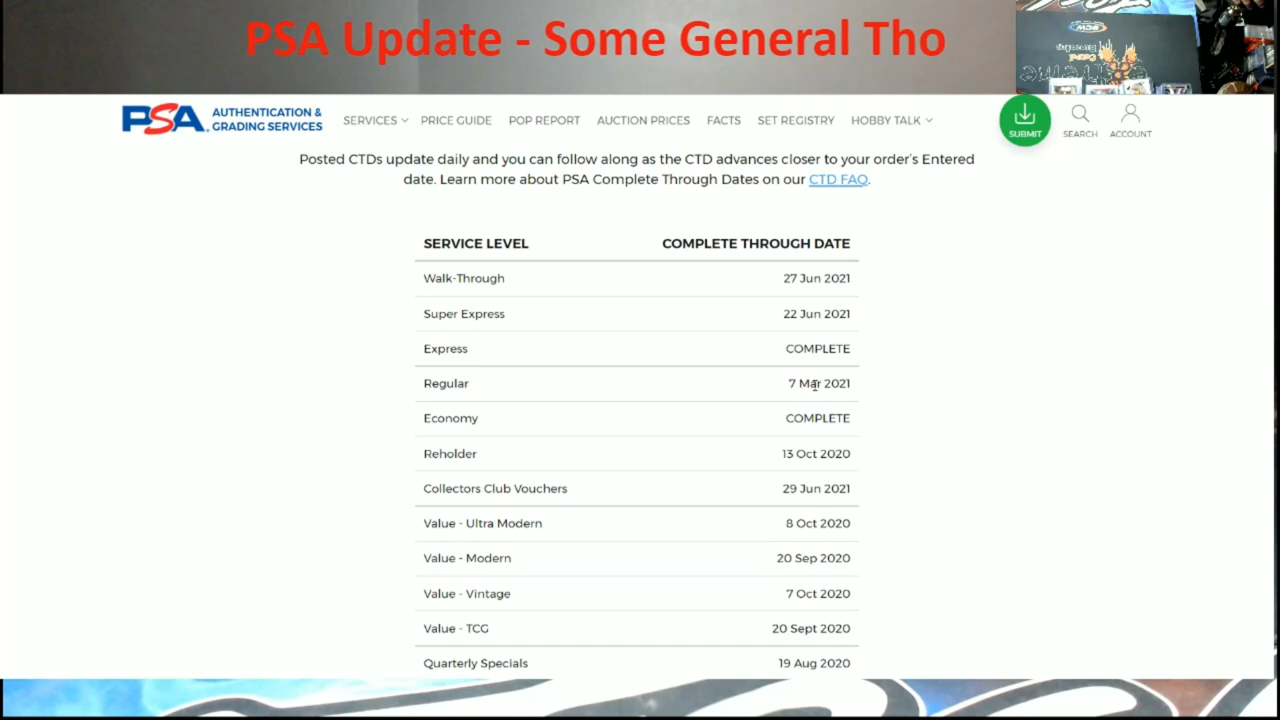 PSA Update - Some General Tho
PSA AUTHENTICATION & GRADING SERVICES
SERVICES PRICE GUIDE POP REPORT AUCTION PRICES FACTS SET REGISTRY HOBBY TALK SUBMIT SEARCH ACCOUNT
Posted CTDs update daily and you can follow along as the CTD advances closer to your order's Entered
date. Learn more about PSA Complete Through Dates on our CTD FAQ.
SERVICE LEVEL COMPLETE THROUGH DATE
Walk-Through 27 Jun 2021
Super Express 22 Jun 2021
Express COMPLETE
Regular 7 Mar 2021
Economy COMPLETE
Reholder 13 Oct 2020
Collectors Club Vouchers 29 Jun 2021
Value - Ultra Modern 8 Oct 2020
Value - Modern 20 Sep 2020
Value - Vintage 7 Oct 2020
Value - TCG 20 Sept 2020
Quarterly Specials 19 Aug 2020